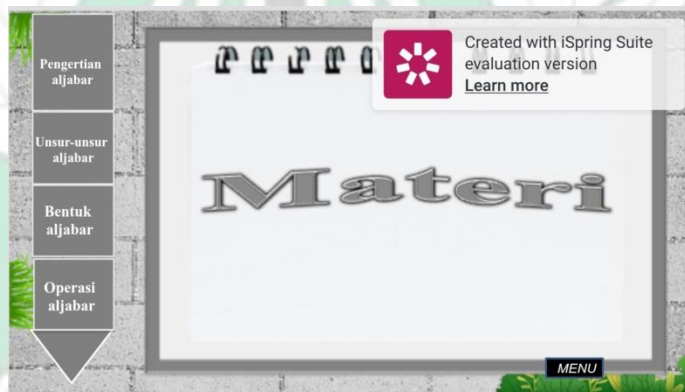 Pengertian
aljabar
Unsur-unsur
aljabar
Bentuk
aljabar
Operasi
aljabar
Created with iSpring Suite
evaluation version
Learn more
Materi
MENU